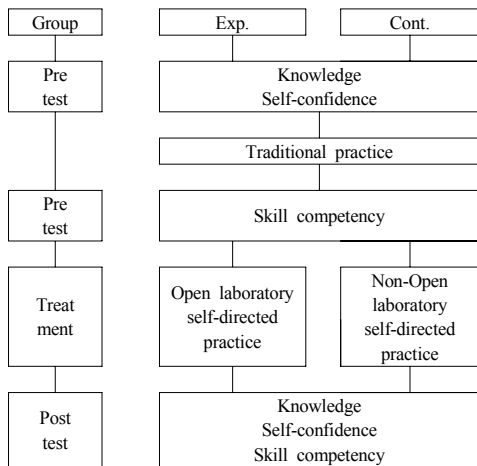 Group Exp. Cont.
Pre
test
Knowledge
Self-confidence
Traditional practice
Pre
test
Skill competency
Treat
ment
Open laboratory
self-directed
practice
Non-Open
laboratory
self-directed
practice
Post
test
Knowledge
Self-confidence
Skill competency